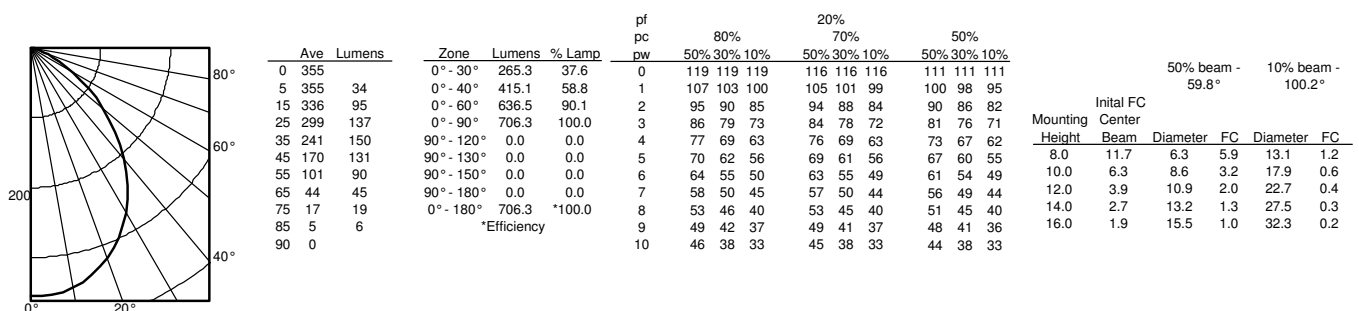 80°
60°
200
40°
0°
20°
Ave Lumens
0 355
5 355 34
15 336 95
25 299 137
35 241 150
45 170 131
55 101 90
65 44 45
75 17 19
85 5 6
90 0
Zone Lumens % Lamp
0°- 30° 265.3 37.6
0°- 40° 415.1 58.8
0°- 60° 636.5 90.1
0°- 90° 706.3 100.0
90°- 120° 0.0 0.0
90°- 130° 0.0 0.0
90°- 150° 0.0 0.0
90°- 180° 0.0 0.0
0°- 180° 706.3 *100.0
*Efficiency
pf 20%
pc 80% 70% 50%
pw 50% 30% 10% 50% 30% 10% 50% 30% 10%
0 119 119 119 116 116 116 111 111 111
1 107 103 100 105 101 99 100 98 95
2 95 90 85 94 88 84 90 86 82
3 86 79 73 84 78 72 81 76 71
4 77 69 63 76 69 63 73 67 62
5 70 62 56 69 61 56 67 60 55
6 64 55 50 63 55 49 61 54 49
7 58 50 45 57 50 44 56 49 44
8 53 46 40 53 45 40 51 45 40
9 49 42 37 49 41 37 48 41 36
10 46 38 33 45 38 33 44 38 33
50% beam - 10% beam -
59.8° 100.2°
Inital FC
Mounting Center
Height Beam Diameter FC Diameter FC
8.0 11.7 6.3 5.9 13.1 1.2
10.0 6.3 8.6 3.2 17.9 0.6
12.0 3.9 10.9 2.0 22.7 0.4
14.0 2.7 13.2 1.3 27.5 0.3
16.0 1.9 15.5 1.0 32.3 0.2